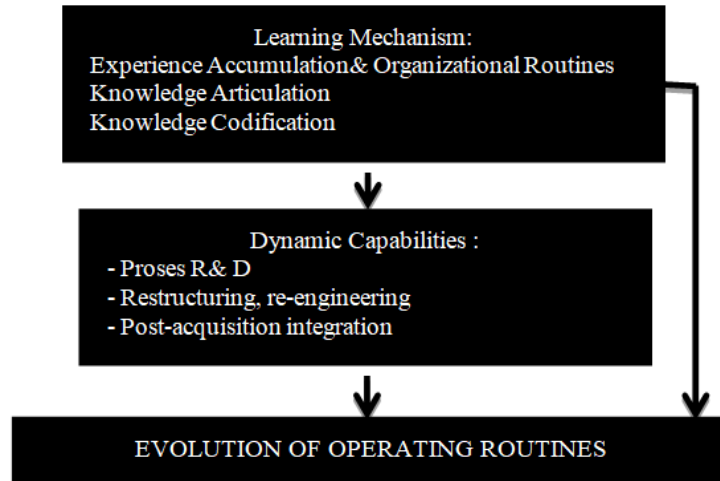 Learning Mechanism:
Experience Accumulation& Organizational Routines
Knowledge Articulation
Knowledge Codification
Dynamic Capabilities :
- Proses R& D
- Restructuring, re-engineering
- Post-acquisition integration
EVOLUTION OF OPERATING ROUTINES